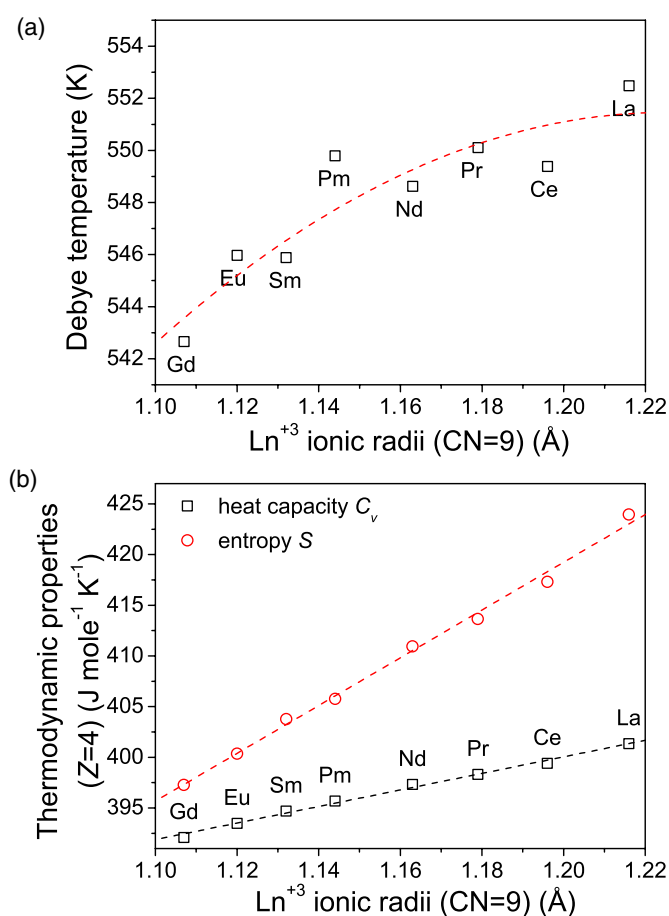 (a)
Debye temperature (K)
554
552
550
548
546
544
542
La
Pm
Pr
Ce
Nd
Eu
Sm
Gd
1.10 1.12 1.14 1.16 1.18 1.20 1.22
Ln⁺³ ionic radii (CN=9) (Å)
(b)
Thermodynamic properties
(Z=4) (J mole⁻¹ K⁻¹)
425
420
415
410
405
400
395
heat capacity Cᵥ
entropy S
Gd Eu Sm Pm Nd Pr Ce La
1.10 1.12 1.14 1.16 1.18 1.20 1.22
Ln⁺³ ionic radii (CN=9) (Å)